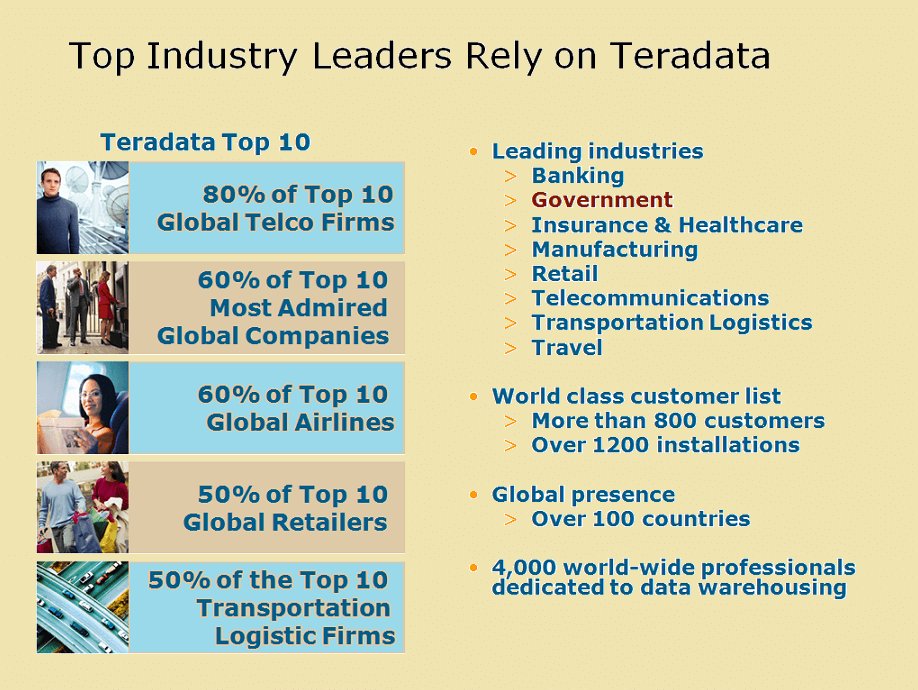 Top Industry Leaders Rely on Teradata
Teradata Top 10
80% of Top 10
Global Telco Firms
60% of Top 10
Most Admired
Global Companies
60% of Top 10
Global Airlines
50% of Top 10
Global Retailers
50% of the Top 10
Transportation
Logistic Firms
• Leading industries
> Banking
> Government
> Insurance & Healthcare
> Manufacturing
> Retail
> Telecommunications
> Transportation Logistics
> Travel
• World class customer list
> More than 800 customers
> Over 1200 installations
• Global presence
> Over 100 countries
• 4,000 world-wide professionals
dedicated to data warehousing